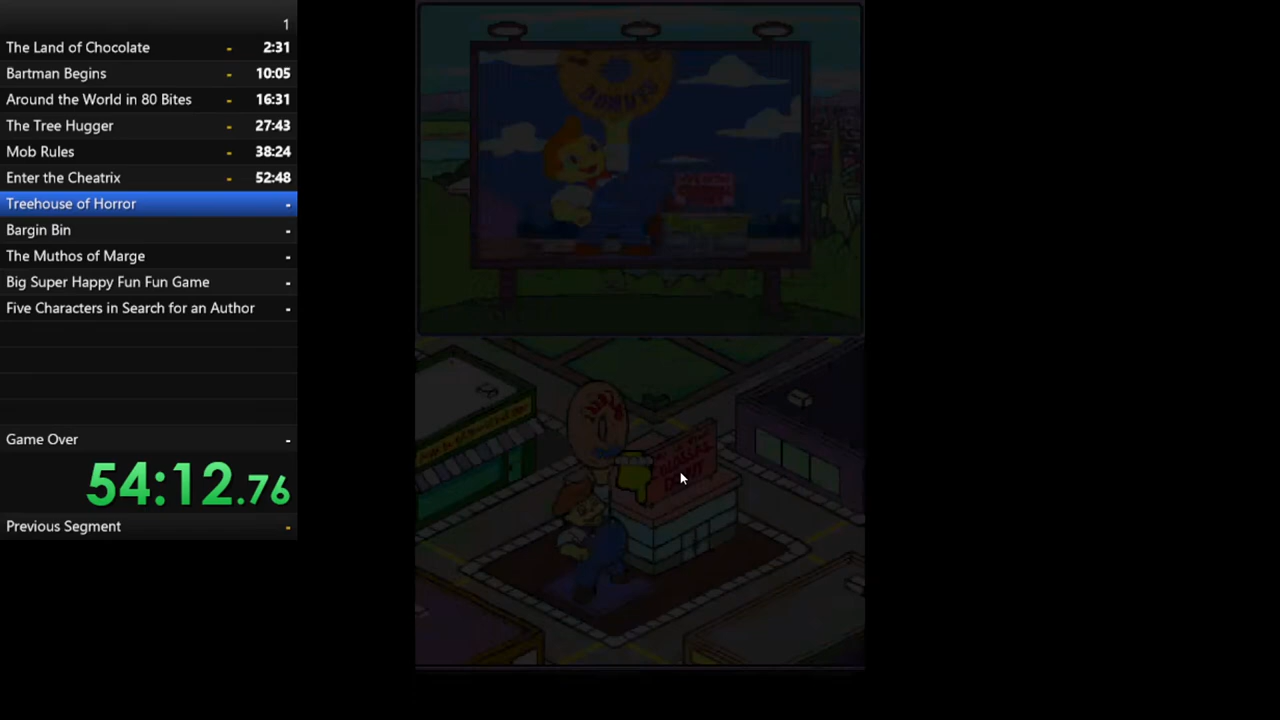 1
The Land of Chocolate - 2:31
Bartman Begins - 10:05
Around the World in 80 Bites - 16:31
The Tree Hugger - 27:43
Mob Rules - 38:24
Enter the Cheatrix - 52:48
Treehouse of Horror -
Bargin Bin -
The Muthos of Marge -
Big Super Happy Fun Fun Game -
Five Characters in Search for an Author -
Game Over -
54:12.76
Previous Segment -
DONUTS